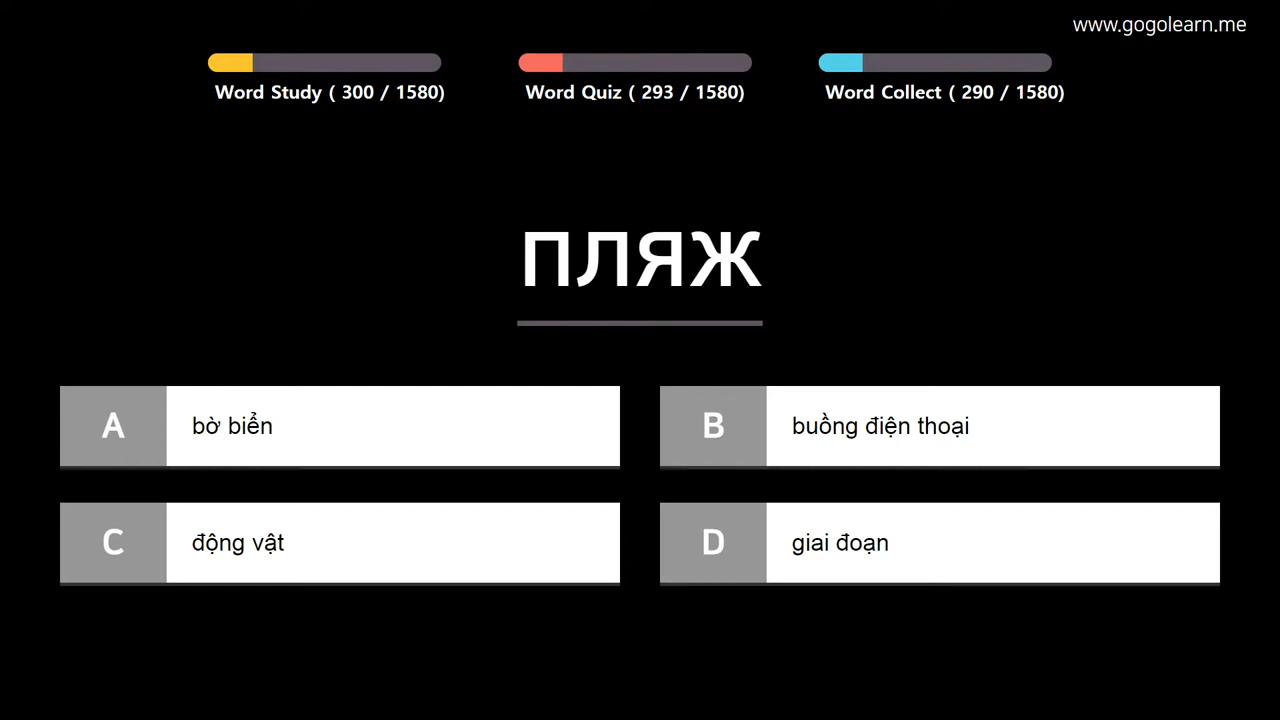 www.gogolearn.me
Word Study ( 300 / 1580)
Word Quiz ( 293 / 1580)
Word Collect ( 290 / 1580)
пляж
A bờ biển
B buồng điện thoại
C động vật
D giai đoạn